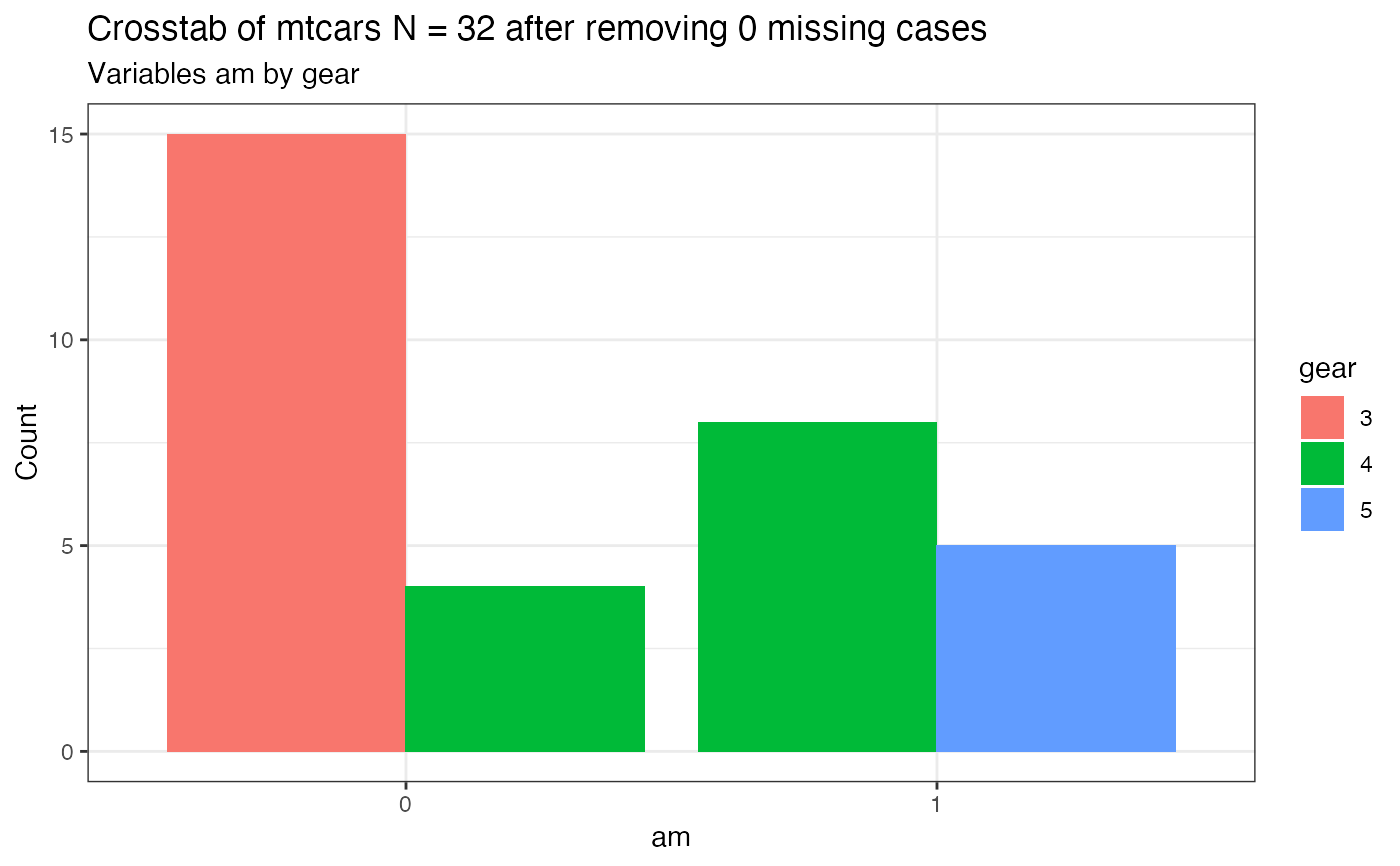 Crosstab of mtcars N = 32 after removing 0 missing cases
Variables am by gear
15
10
5
0
Count
0 1
am
gear
3
4
5